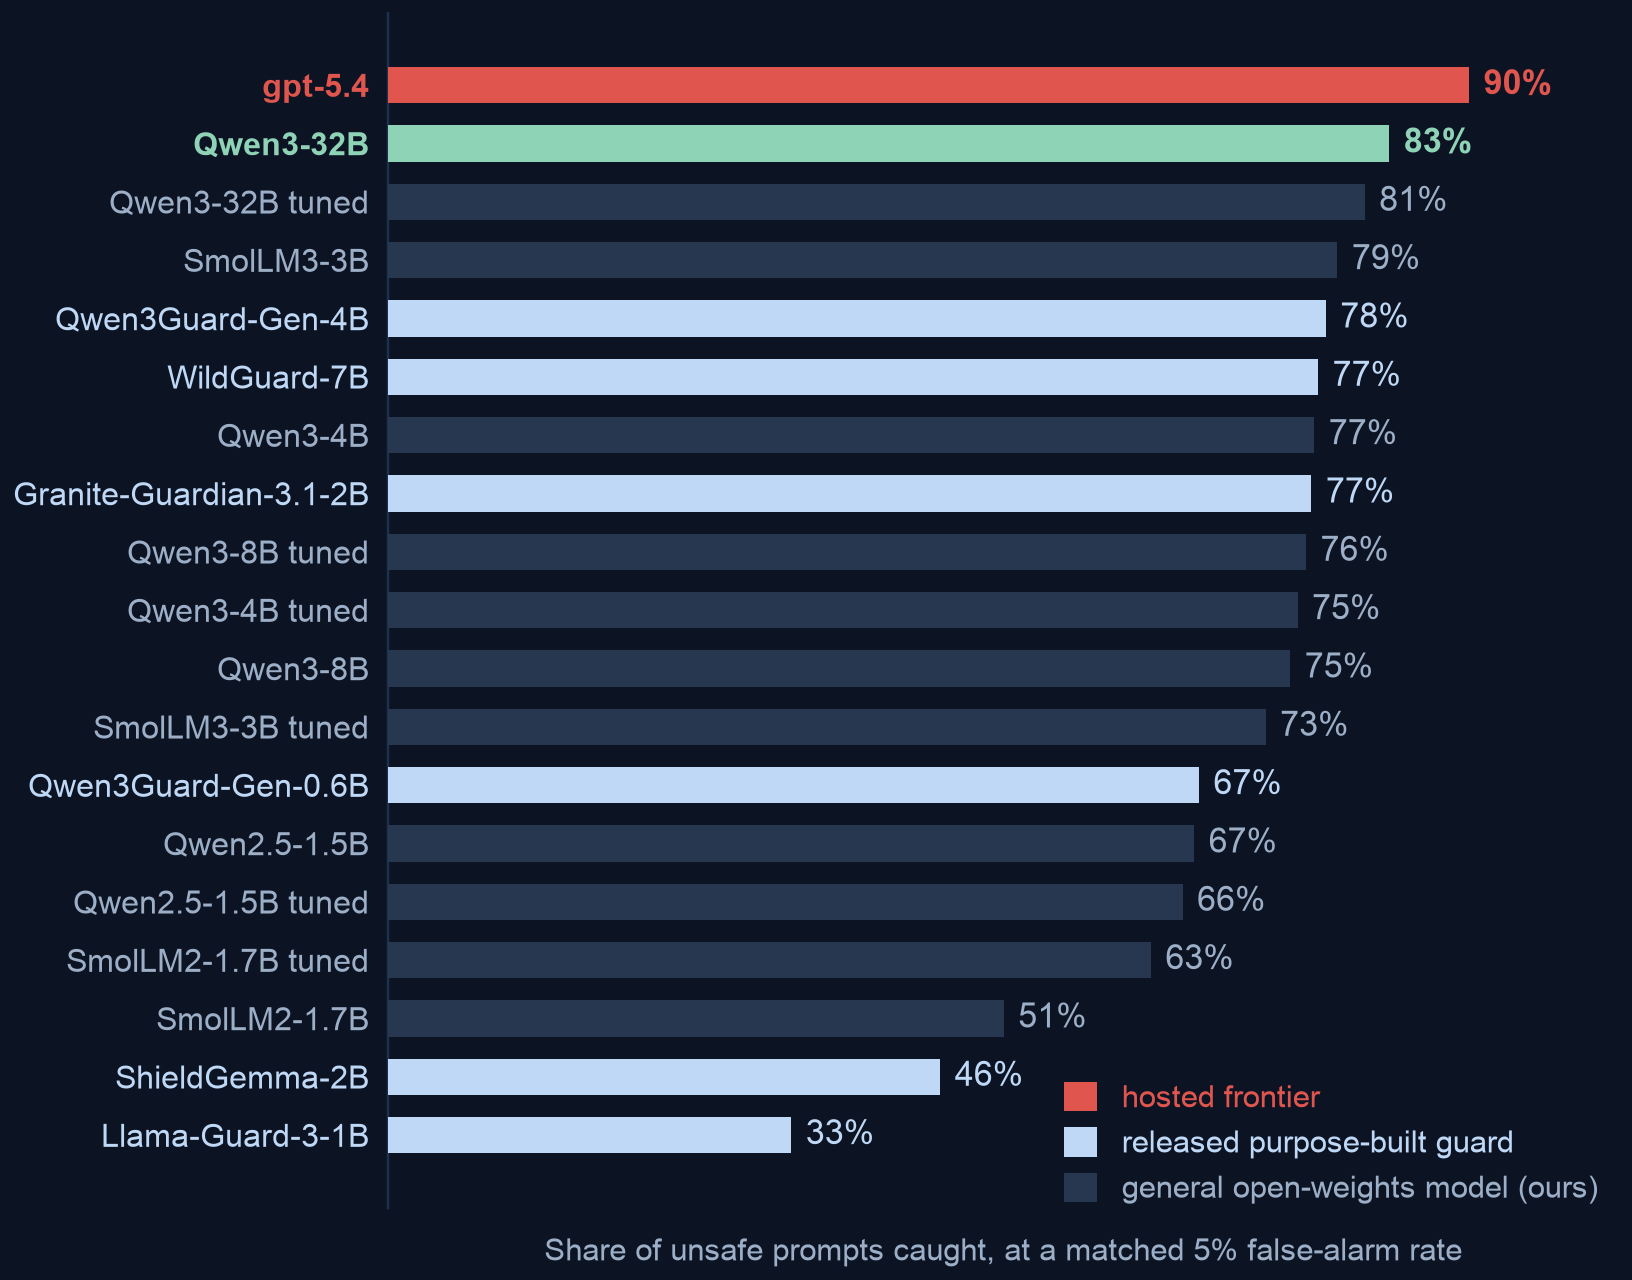 gpt-5.4 90%
Qwen3-32B 83%
Qwen3-32B tuned 81%
SmolLM3-3B 79%
Qwen3Guard-Gen-4B 78%
WildGuard-7B 77%
Qwen3-4B 77%
Granite-Guardian-3.1-2B 77%
Qwen3-8B tuned 76%
Qwen3-4B tuned 75%
Qwen3-8B 75%
SmolLM3-3B tuned 73%
Qwen3Guard-Gen-0.6B 67%
Qwen2.5-1.5B 67%
Qwen2.5-1.5B tuned 66%
SmolLM2-1.7B tuned 63%
SmolLM2-1.7B 51%
ShieldGemma-2B 46%
Llama-Guard-3-1B 33%
hosted frontier
released purpose-built guard
general open-weights model (ours)
Share of unsafe prompts caught, at a matched 5% false-alarm rate